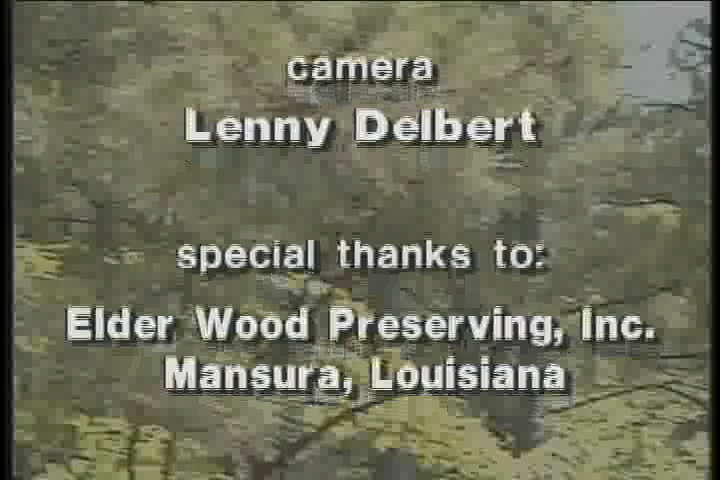 camera
Lenny Delbert
special thanks to:
Elder Wood Preserving, Inc.
Mansura, Louisiana